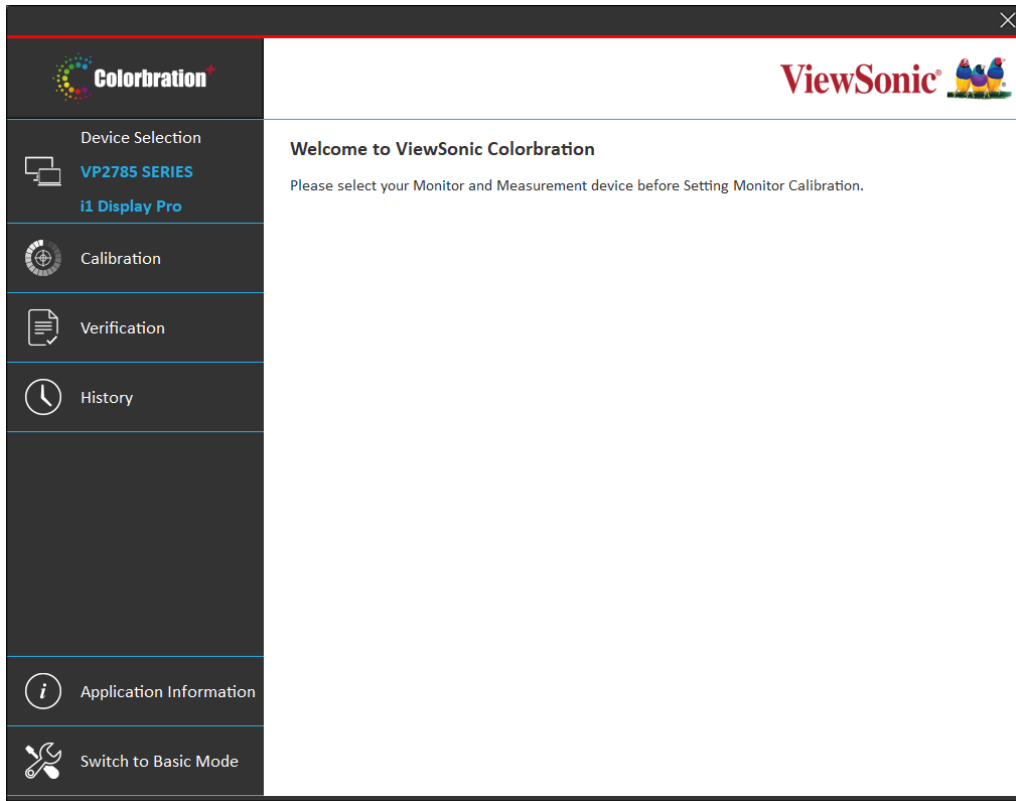 Colorbration+
ViewSonic®
Device Selection
VP2785 SERIES
i1 Display Pro
Calibration
Verification
History
Application Information
Switch to Basic Mode
Welcome to ViewSonic Colorbration
Please select your Monitor and Measurement device before Setting Monitor Calibration.